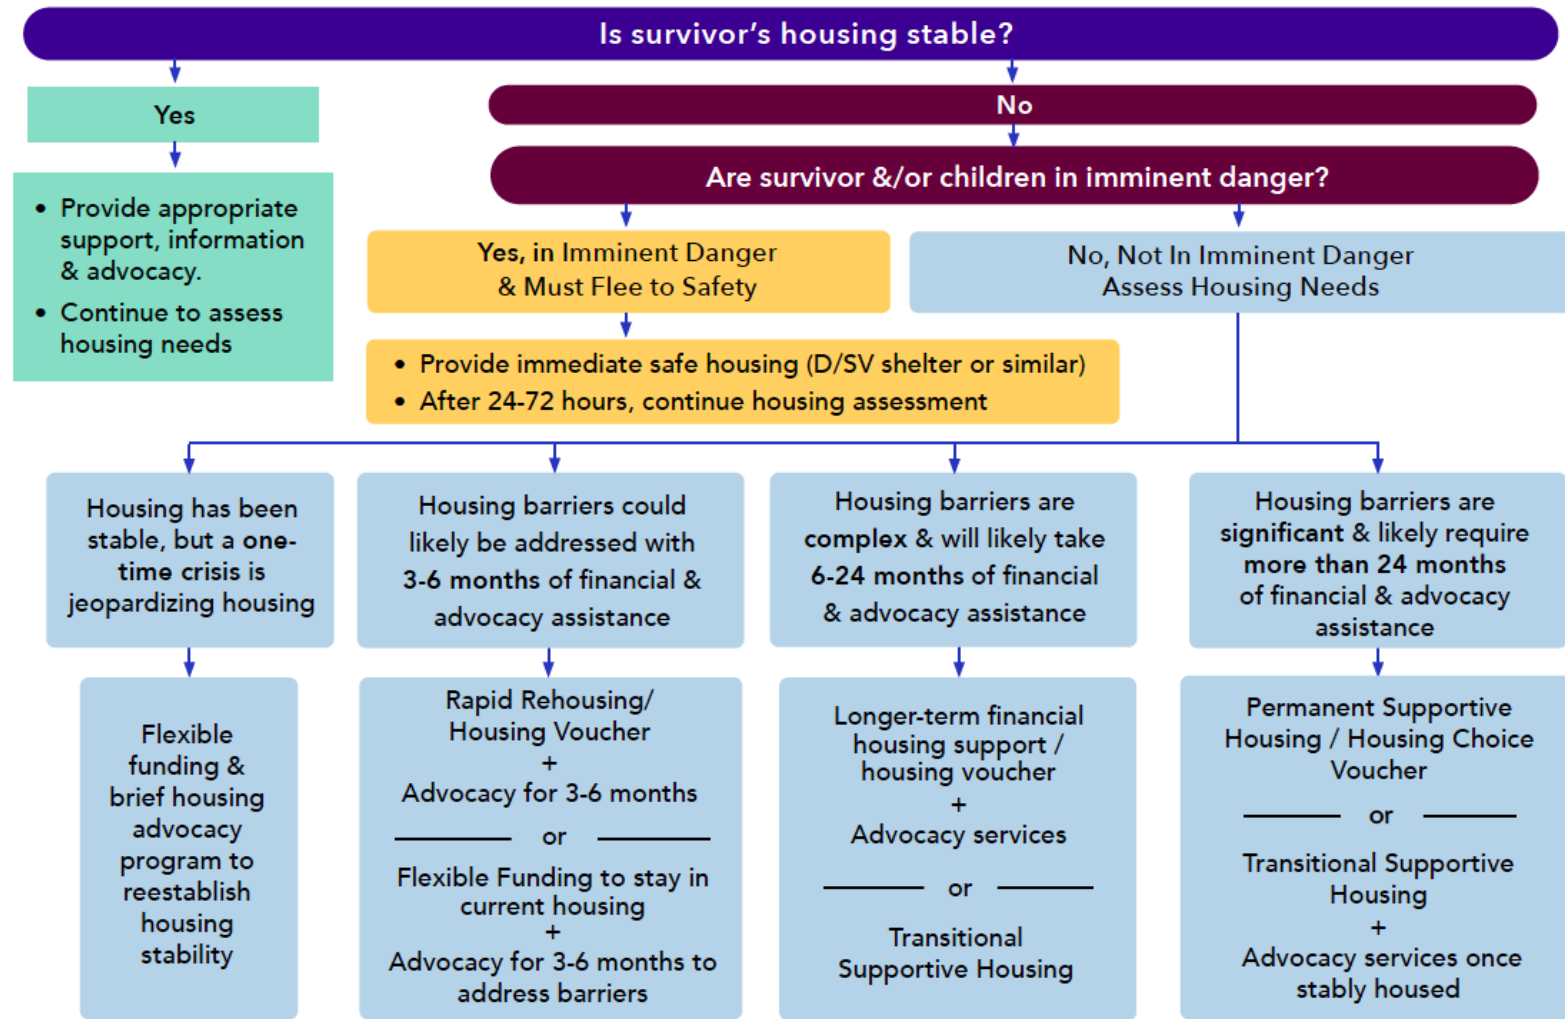 Is survivor's housing stable?
Yes
No
• Provide appropriate
support, information
& advocacy.
• Continue to assess
housing needs
Are survivor &/or children in imminent danger?
Yes, in Imminent Danger
& Must Flee to Safety
No, Not In Imminent Danger
Assess Housing Needs
• Provide immediate safe housing (D/SV shelter or similar)
• After 24-72 hours, continue housing assessment
Housing has been
stable, but a one-
time crisis is
jeopardizing housing
Housing barriers could
likely be addressed with
3-6 months of financial &
advocacy assistance
Housing barriers are
complex & will likely take
6-24 months of financial
& advocacy assistance
Housing barriers are
significant & likely require
more than 24 months
of financial & advocacy
assistance
Flexible
funding &
brief housing
advocacy
program to
reestablish
housing
stability
Rapid Rehousing/
Housing Voucher
+
Advocacy for 3-6 months
or
Flexible Funding to stay in
current housing
+
Advocacy for 3-6 months to
address barriers
Longer-term financial
housing support /
housing voucher
+
Advocacy services
or
Transitional
Supportive Housing
Permanent Supportive
Housing / Housing Choice
Voucher
or
Transitional Supportive
Housing
+
Advocacy services once
stably housed